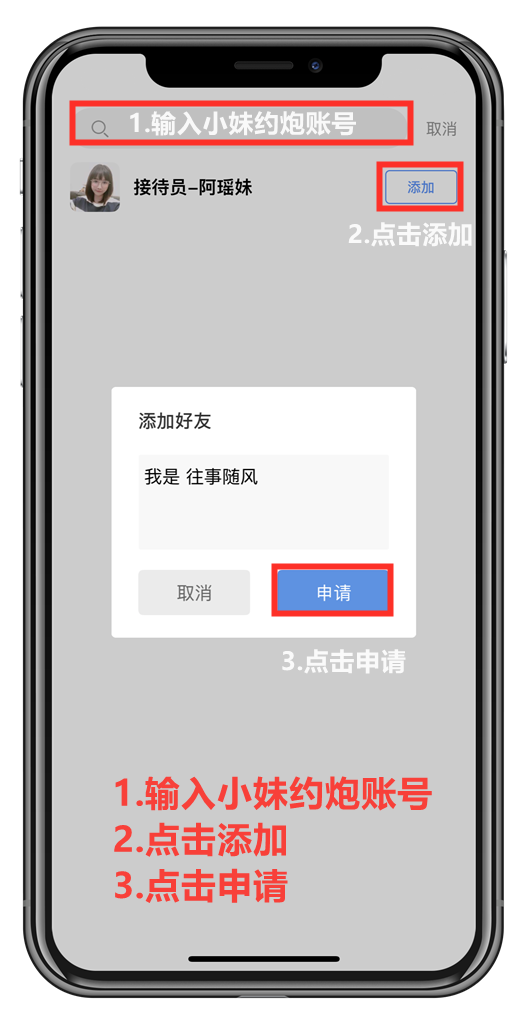 1.输入小妹约炮账号
取消
接待员–阿瑶妹
添加
2.点击添加
添加好友
我是 往事随风
取消
申请
3.点击申请
1.输入小妹约炮账号
2.点击添加
3.点击申请